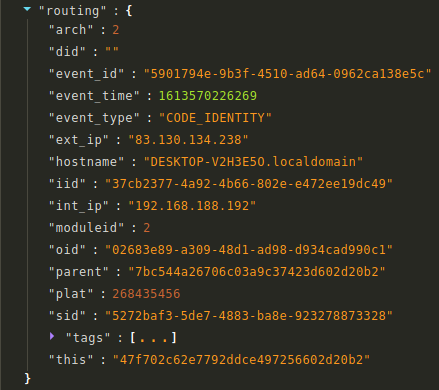 "routing" : {
"arch" : 2
"did" : ""
"event_id" : "5901794e-9b3f-4510-ad64-0962ca138e5c"
"event_time" : 1613570226269
"event_type" : "CODE_IDENTITY"
"ext_ip" : "83.130.134.238"
"hostname" : "DESKTOP-V2H3E5O.localdomain"
"iid" : "37cb2377-4a92-4b66-802e-e472ee19dc49"
"int_ip" : "192.168.188.192"
"moduleid" : 2
"oid" : "02683e89-a309-48d1-ad98-d934cad990c1"
"parent" : "7bc544a26706c03a9c37423d602d20b2"
"plat" : 268435456
"sid" : "5272baf3-5de7-4883-ba8e-923278873328"
"tags" : [...]
"this" : "47f702c62e7792ddce497256602d20b2"
}